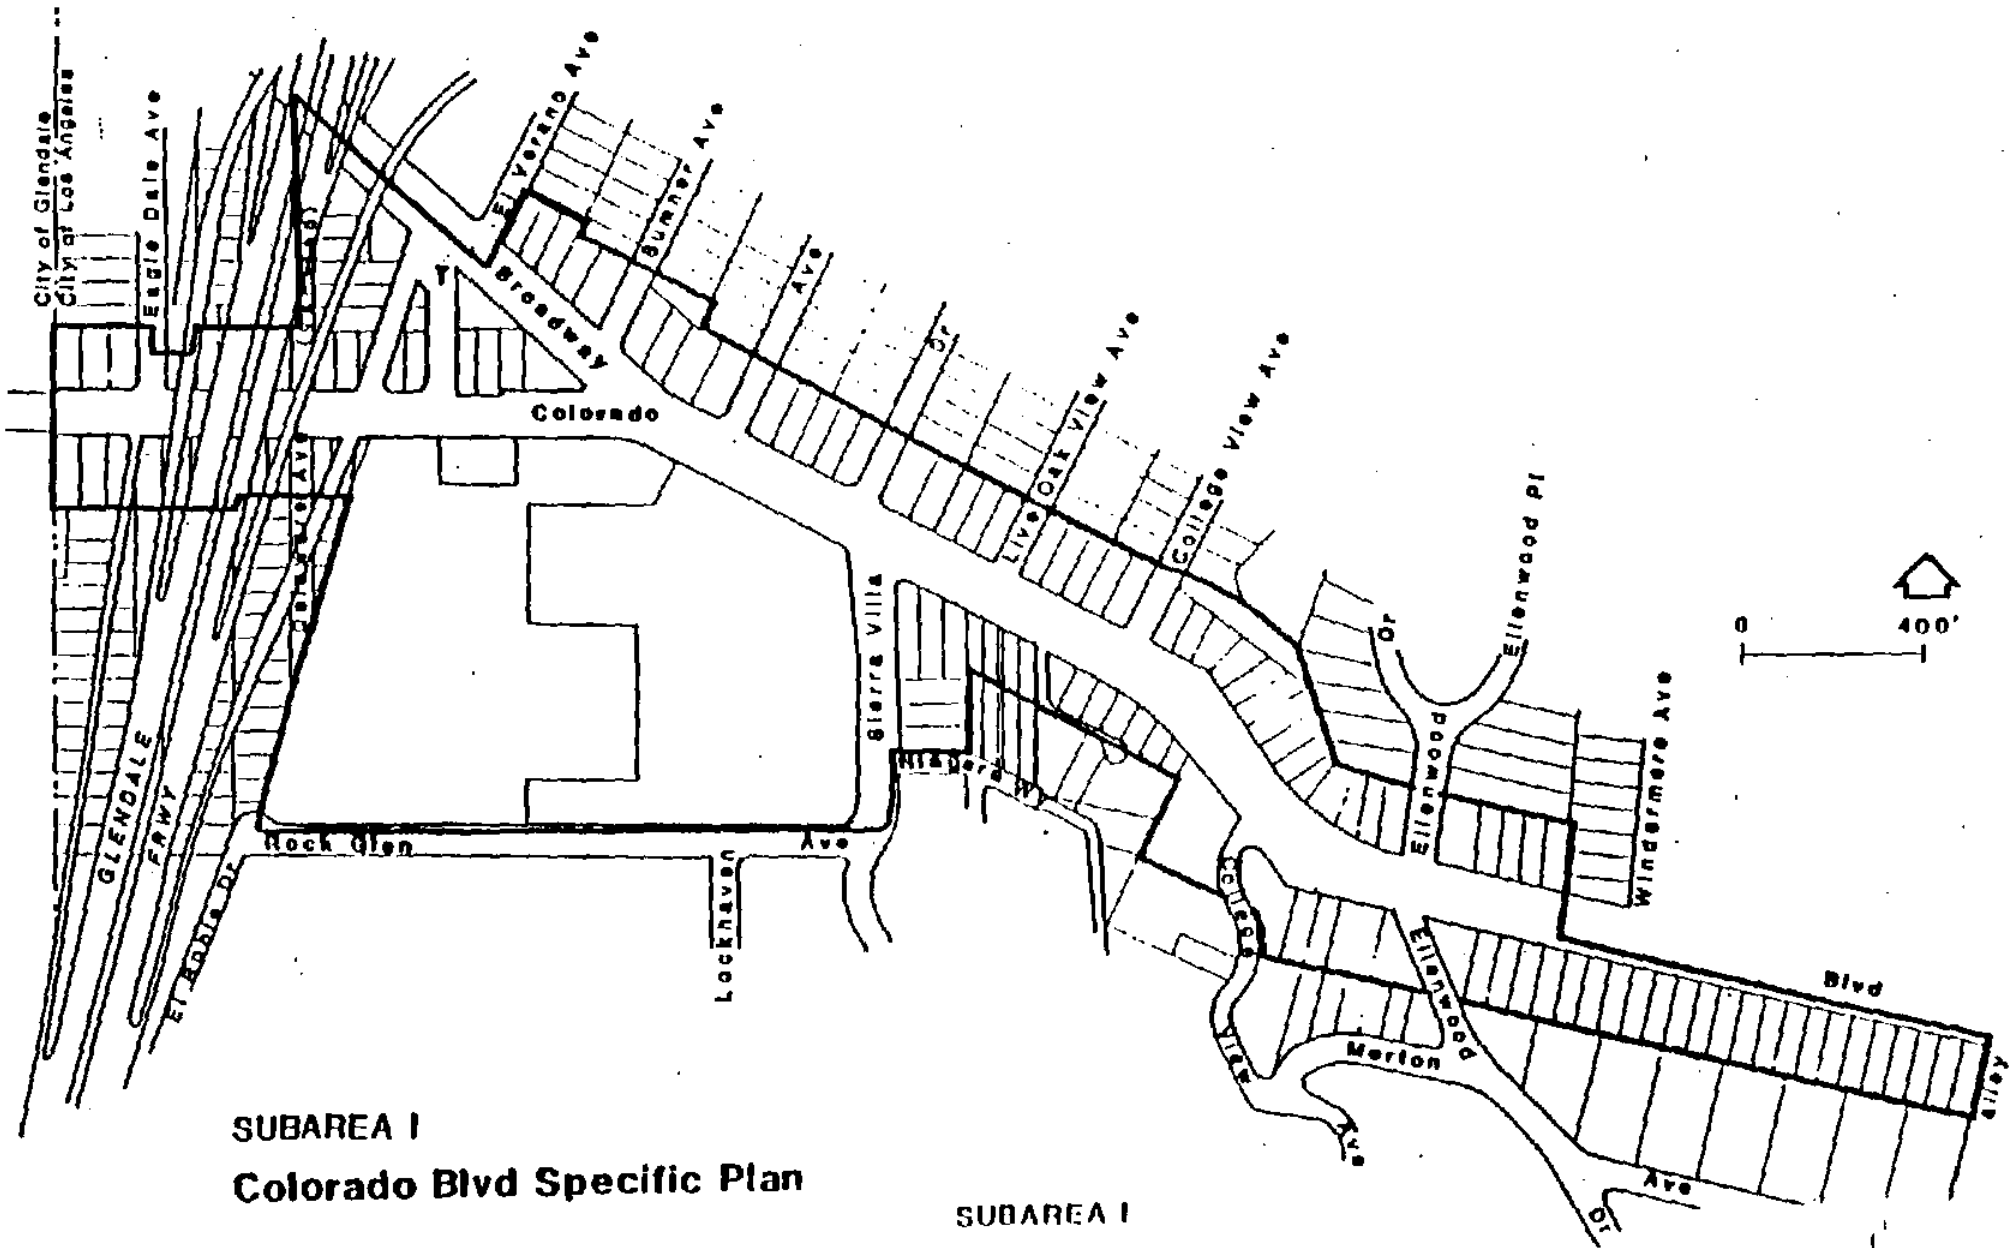 City of Glendale
City of Los Angeles
Eagle Dale Ave
El Verano Ave
Sumner Ave
Ave
Dr
Live Oak View Ave
College View Ave
Ellenwood Pl
Dr
Ellenwood
Windermere Ave
Broadway
Colorado
0 400'
Sierra Villa
Niagara
GLENDALE
FRWY
Rock Glen Ave
El Roble Dr
Lockhaven
College
View
Ave
Ellenwood
Dr
Merton
Ave
Blvd
Alley
SUBAREA I
Colorado Blvd Specific Plan
SUBAREA I